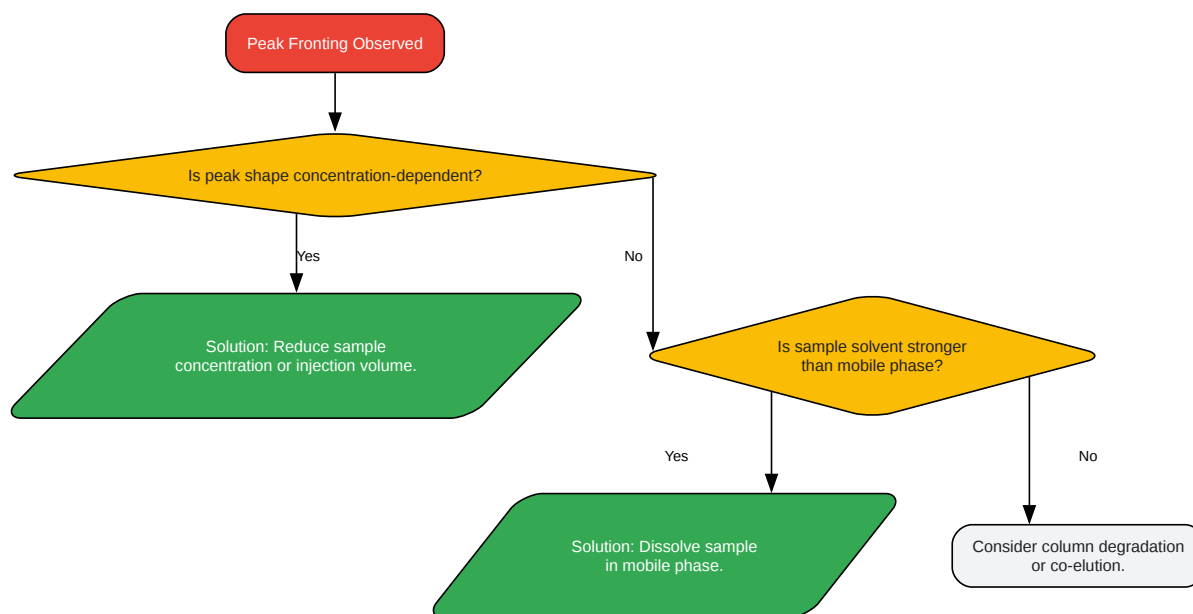 Peak Fronting Observed
Is peak shape concentration-dependent?
Yes
No
Solution: Reduce sample
concentration or injection volume.
Is sample solvent stronger
than mobile phase?
Yes
No
Solution: Dissolve sample
in mobile phase.
Consider column degradation
or co-elution.